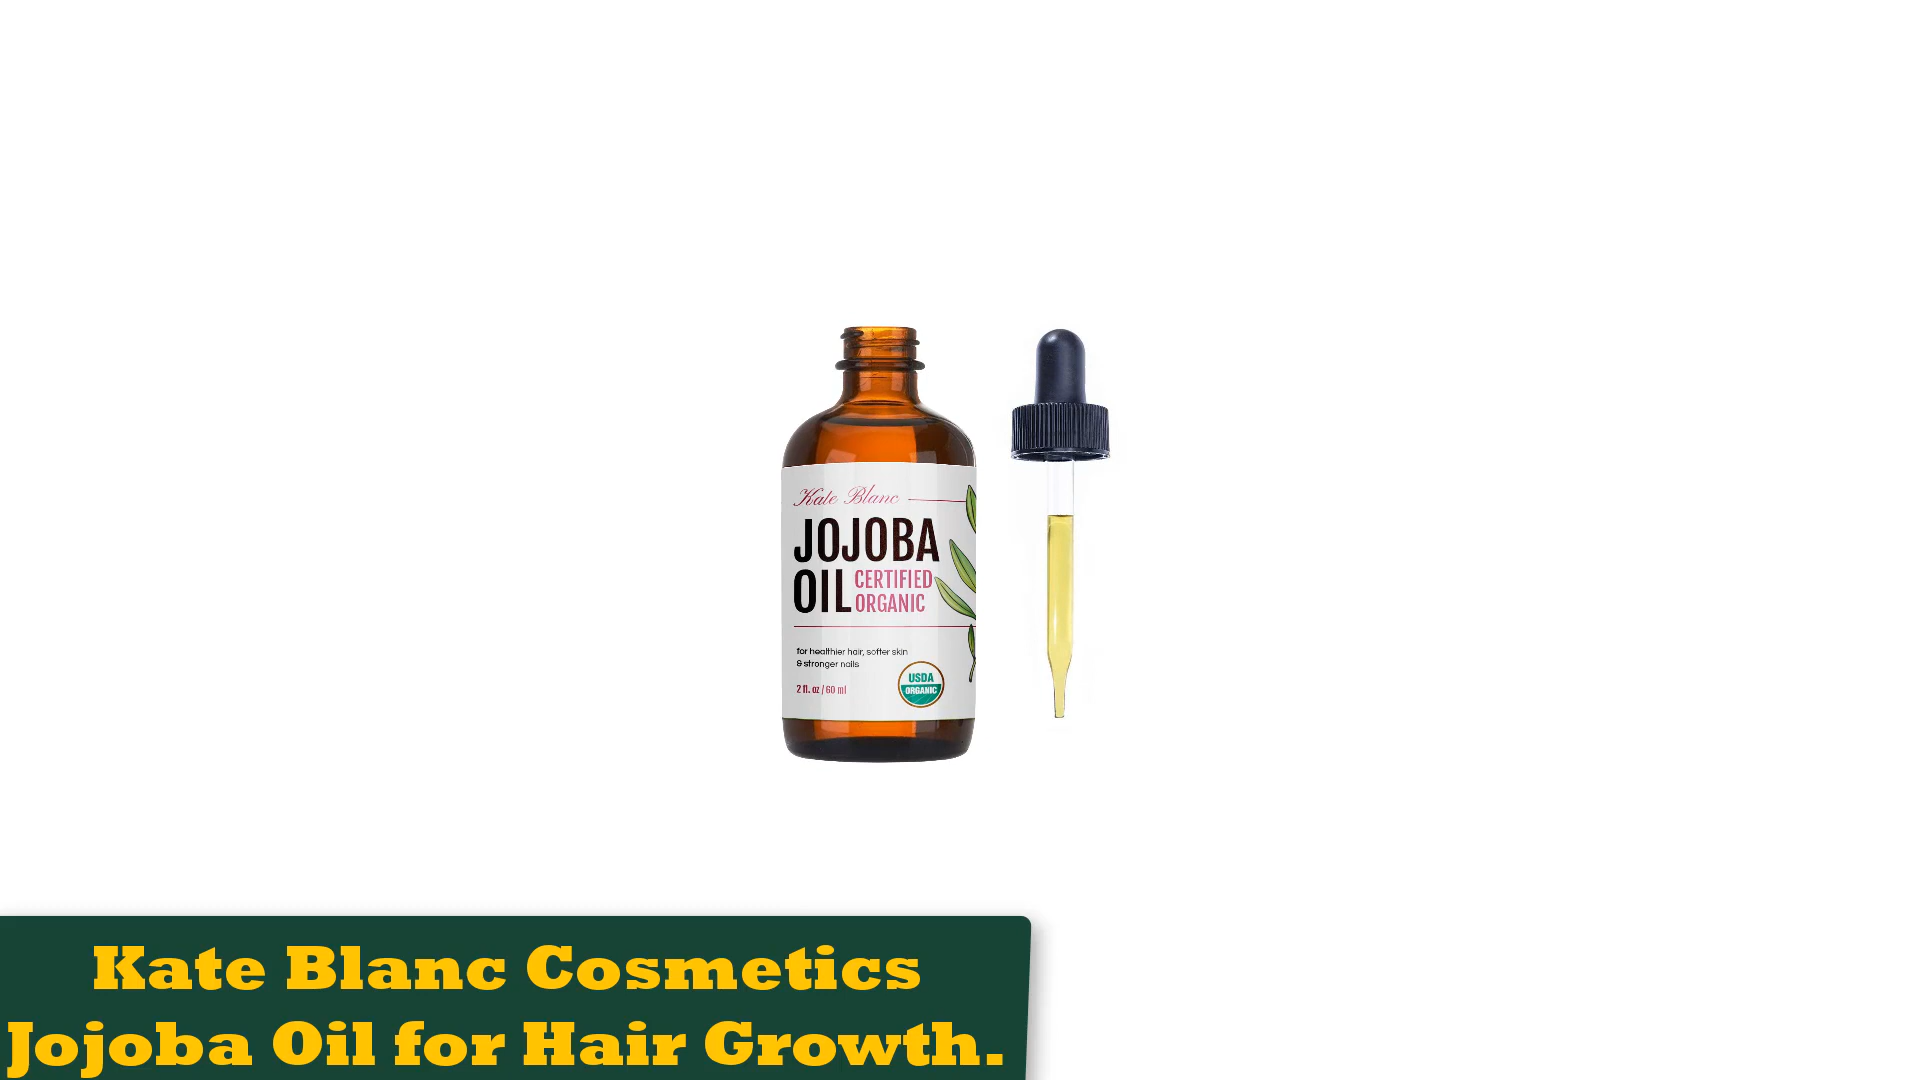 Kate Blanc
JOJOBA
OIL CERTIFIED
ORGANIC
for healthier hair, softer skin
& stronger nails
2 fl. oz / 60 ml
USDA
ORGANIC
Kate Blanc Cosmetics
Jojoba Oil for Hair Growth.